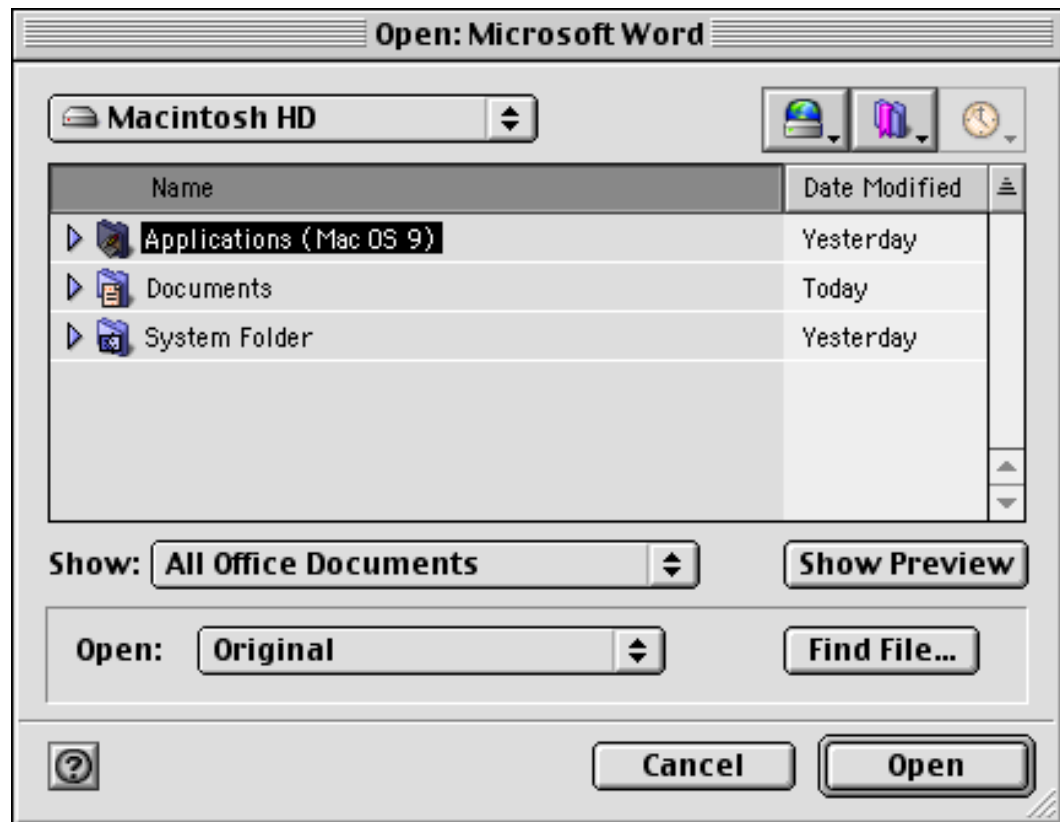 Open: Microsoft Word
Macintosh HD
Name Date Modified
Applications (Mac OS 9) Yesterday
Documents Today
System Folder Yesterday
Show: All Office Documents Show Preview
Open: Original Find File...
? Cancel Open